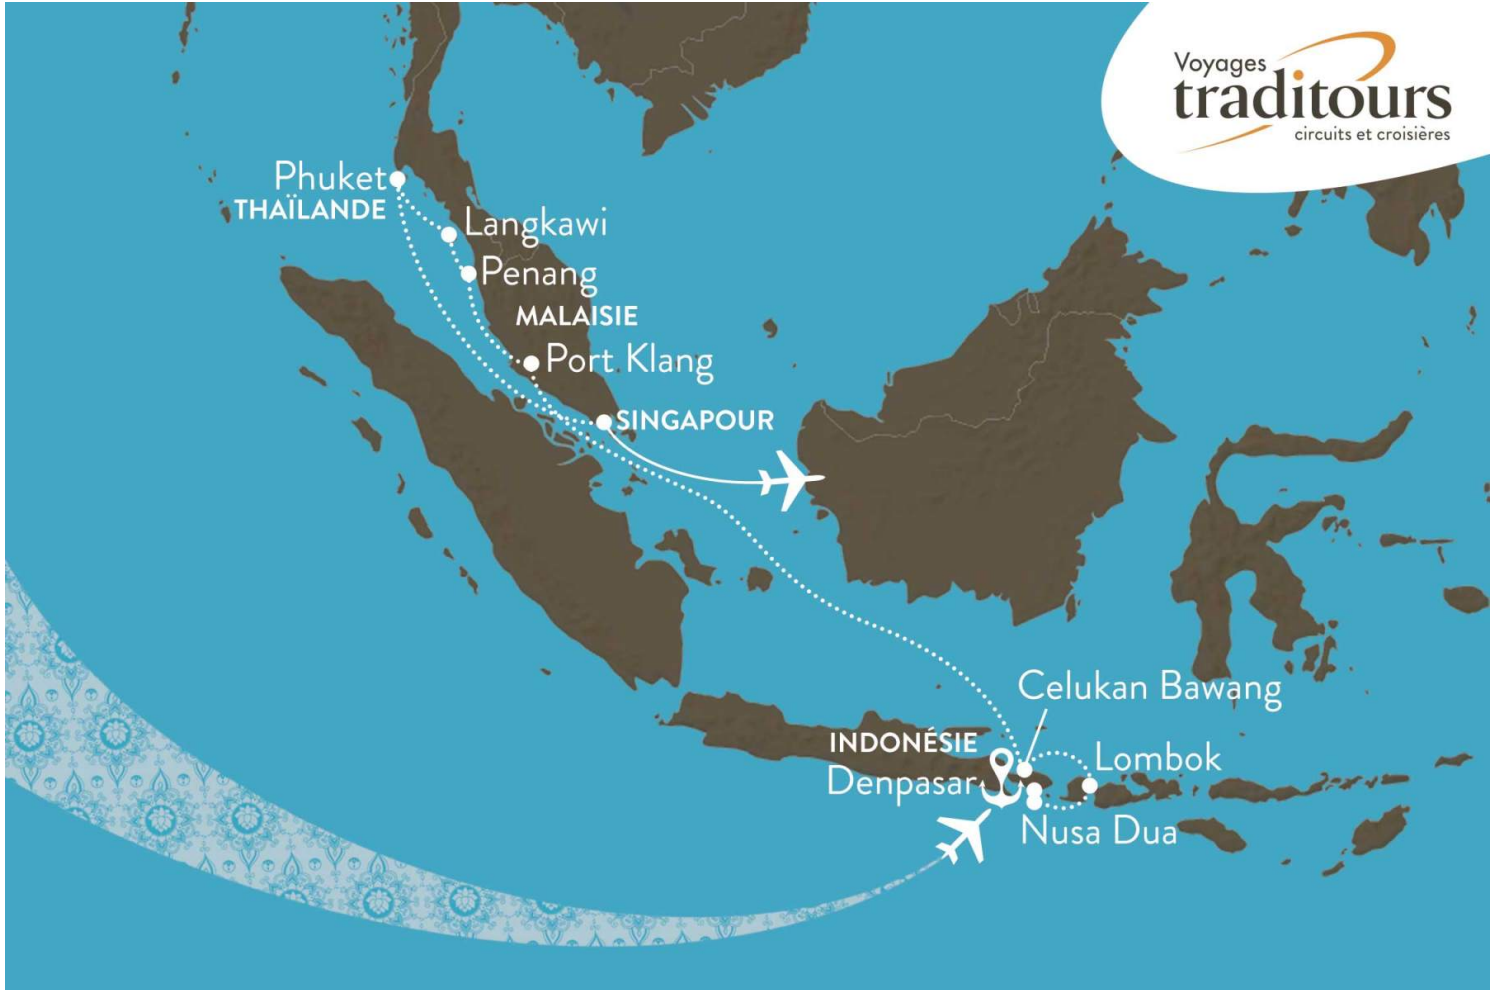 Voyages
traditours
circuits et croisières
Phuket
THAÏLANDE
Langkawi
Penang
MALAISIE
Port Klang
SINGAPOUR
Celukan Bawang
INDONÉSIE
Lombok
Denpasar
Nusa Dua